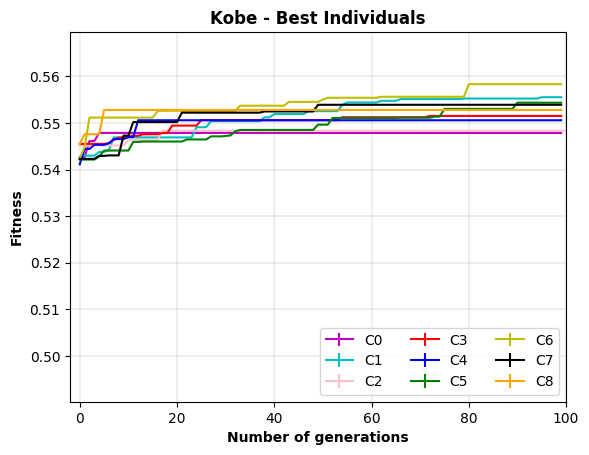 Kobe - Best Individuals
Fitness
0.56
0.55
0.54
0.53
0.52
0.51
0.50
C0 C3 C6
C1 C4 C7
C2 C5 C8
0 20 40 60 80 100
Number of generations